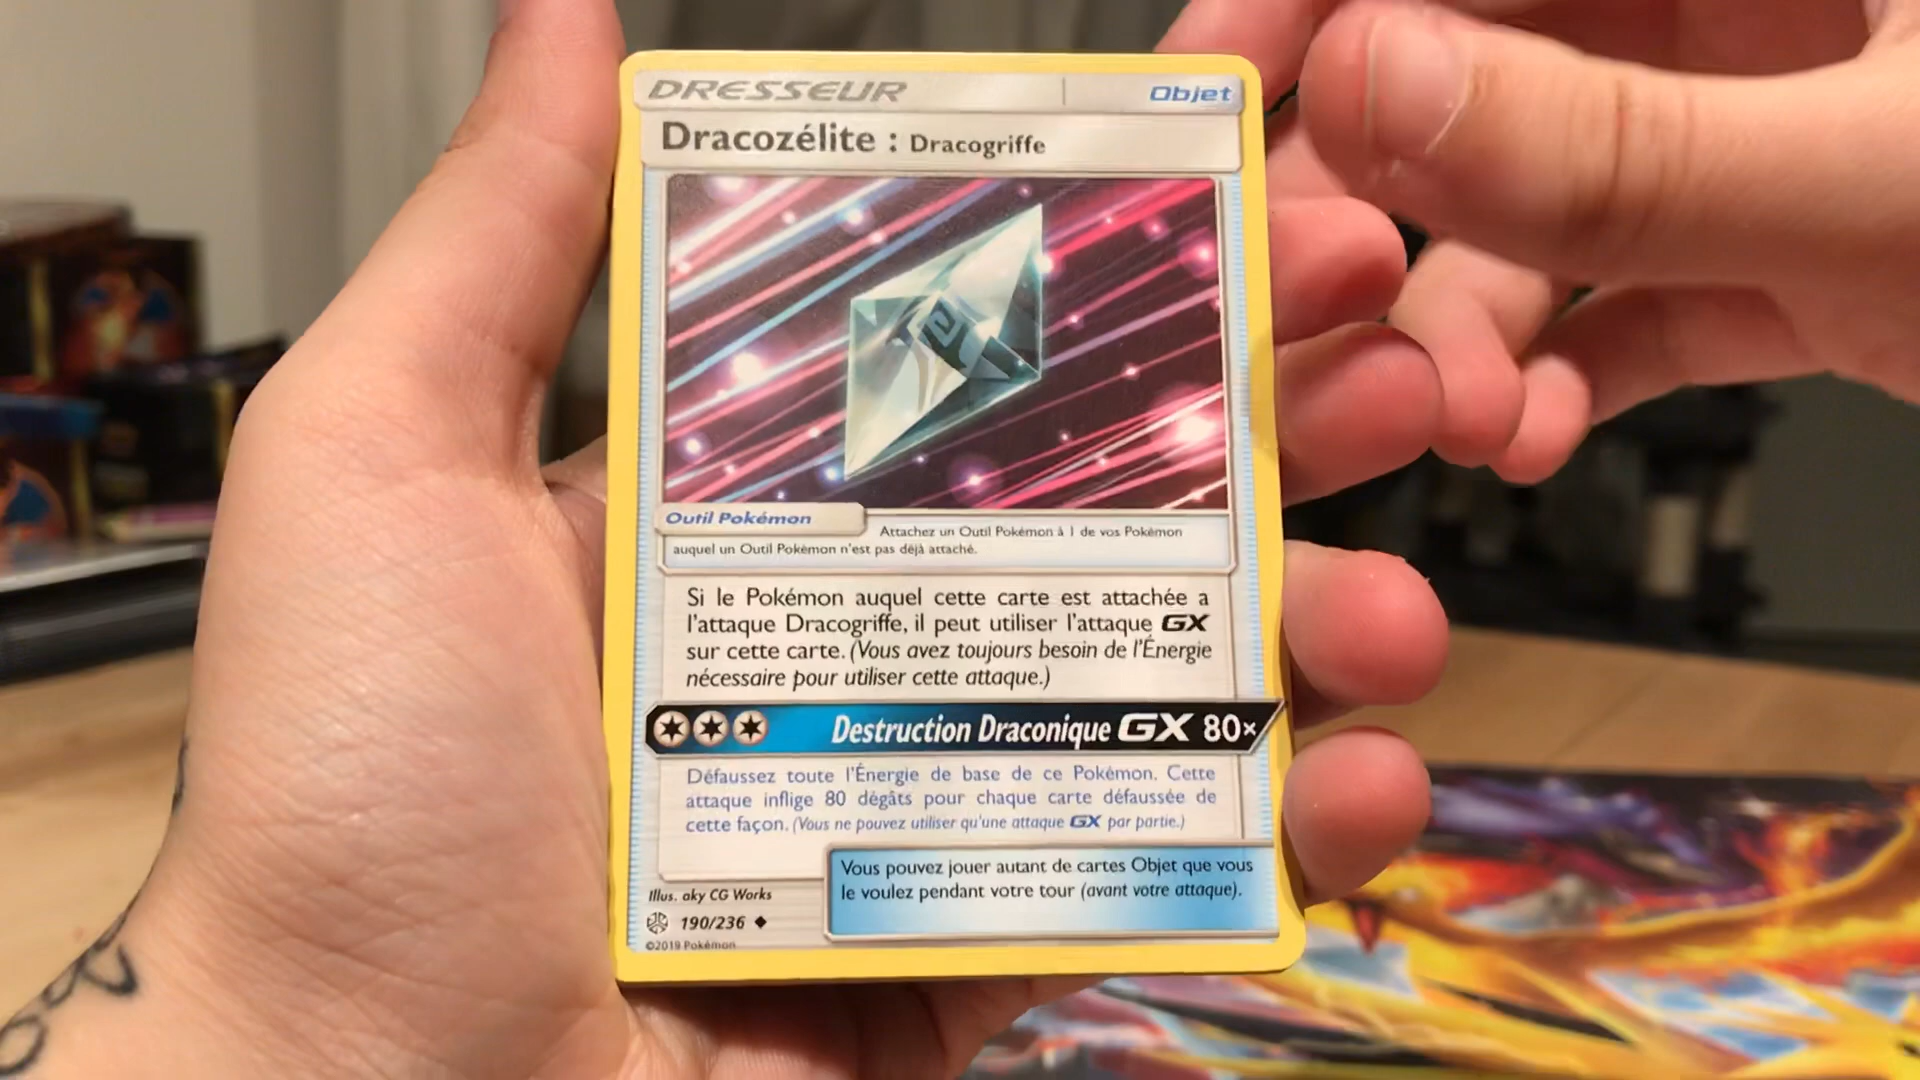 DRESSEUR Objet
Dracozélite : Dracogriffe
Outil Pokémon
Attachez un Outil Pokémon à 1 de vos Pokémon
auquel un Outil Pokémon n'est pas déjà attaché.
Si le Pokémon auquel cette carte est attachée a
l'attaque Dracogriffe, il peut utiliser l'attaque GX
sur cette carte. (Vous avez toujours besoin de l'Énergie
nécessaire pour utiliser cette attaque.)
Destruction Draconique GX 80×
Défaussez toute l'Énergie de base de ce Pokémon. Cette
attaque inflige 80 dégâts pour chaque carte défaussée de
cette façon. (Vous ne pouvez utiliser qu'une attaque GX par partie.)
Vous pouvez jouer autant de cartes Objet que vous
le voulez pendant votre tour (avant votre attaque).
Illus. aky CG Works
190/236
©2019 Pokémon